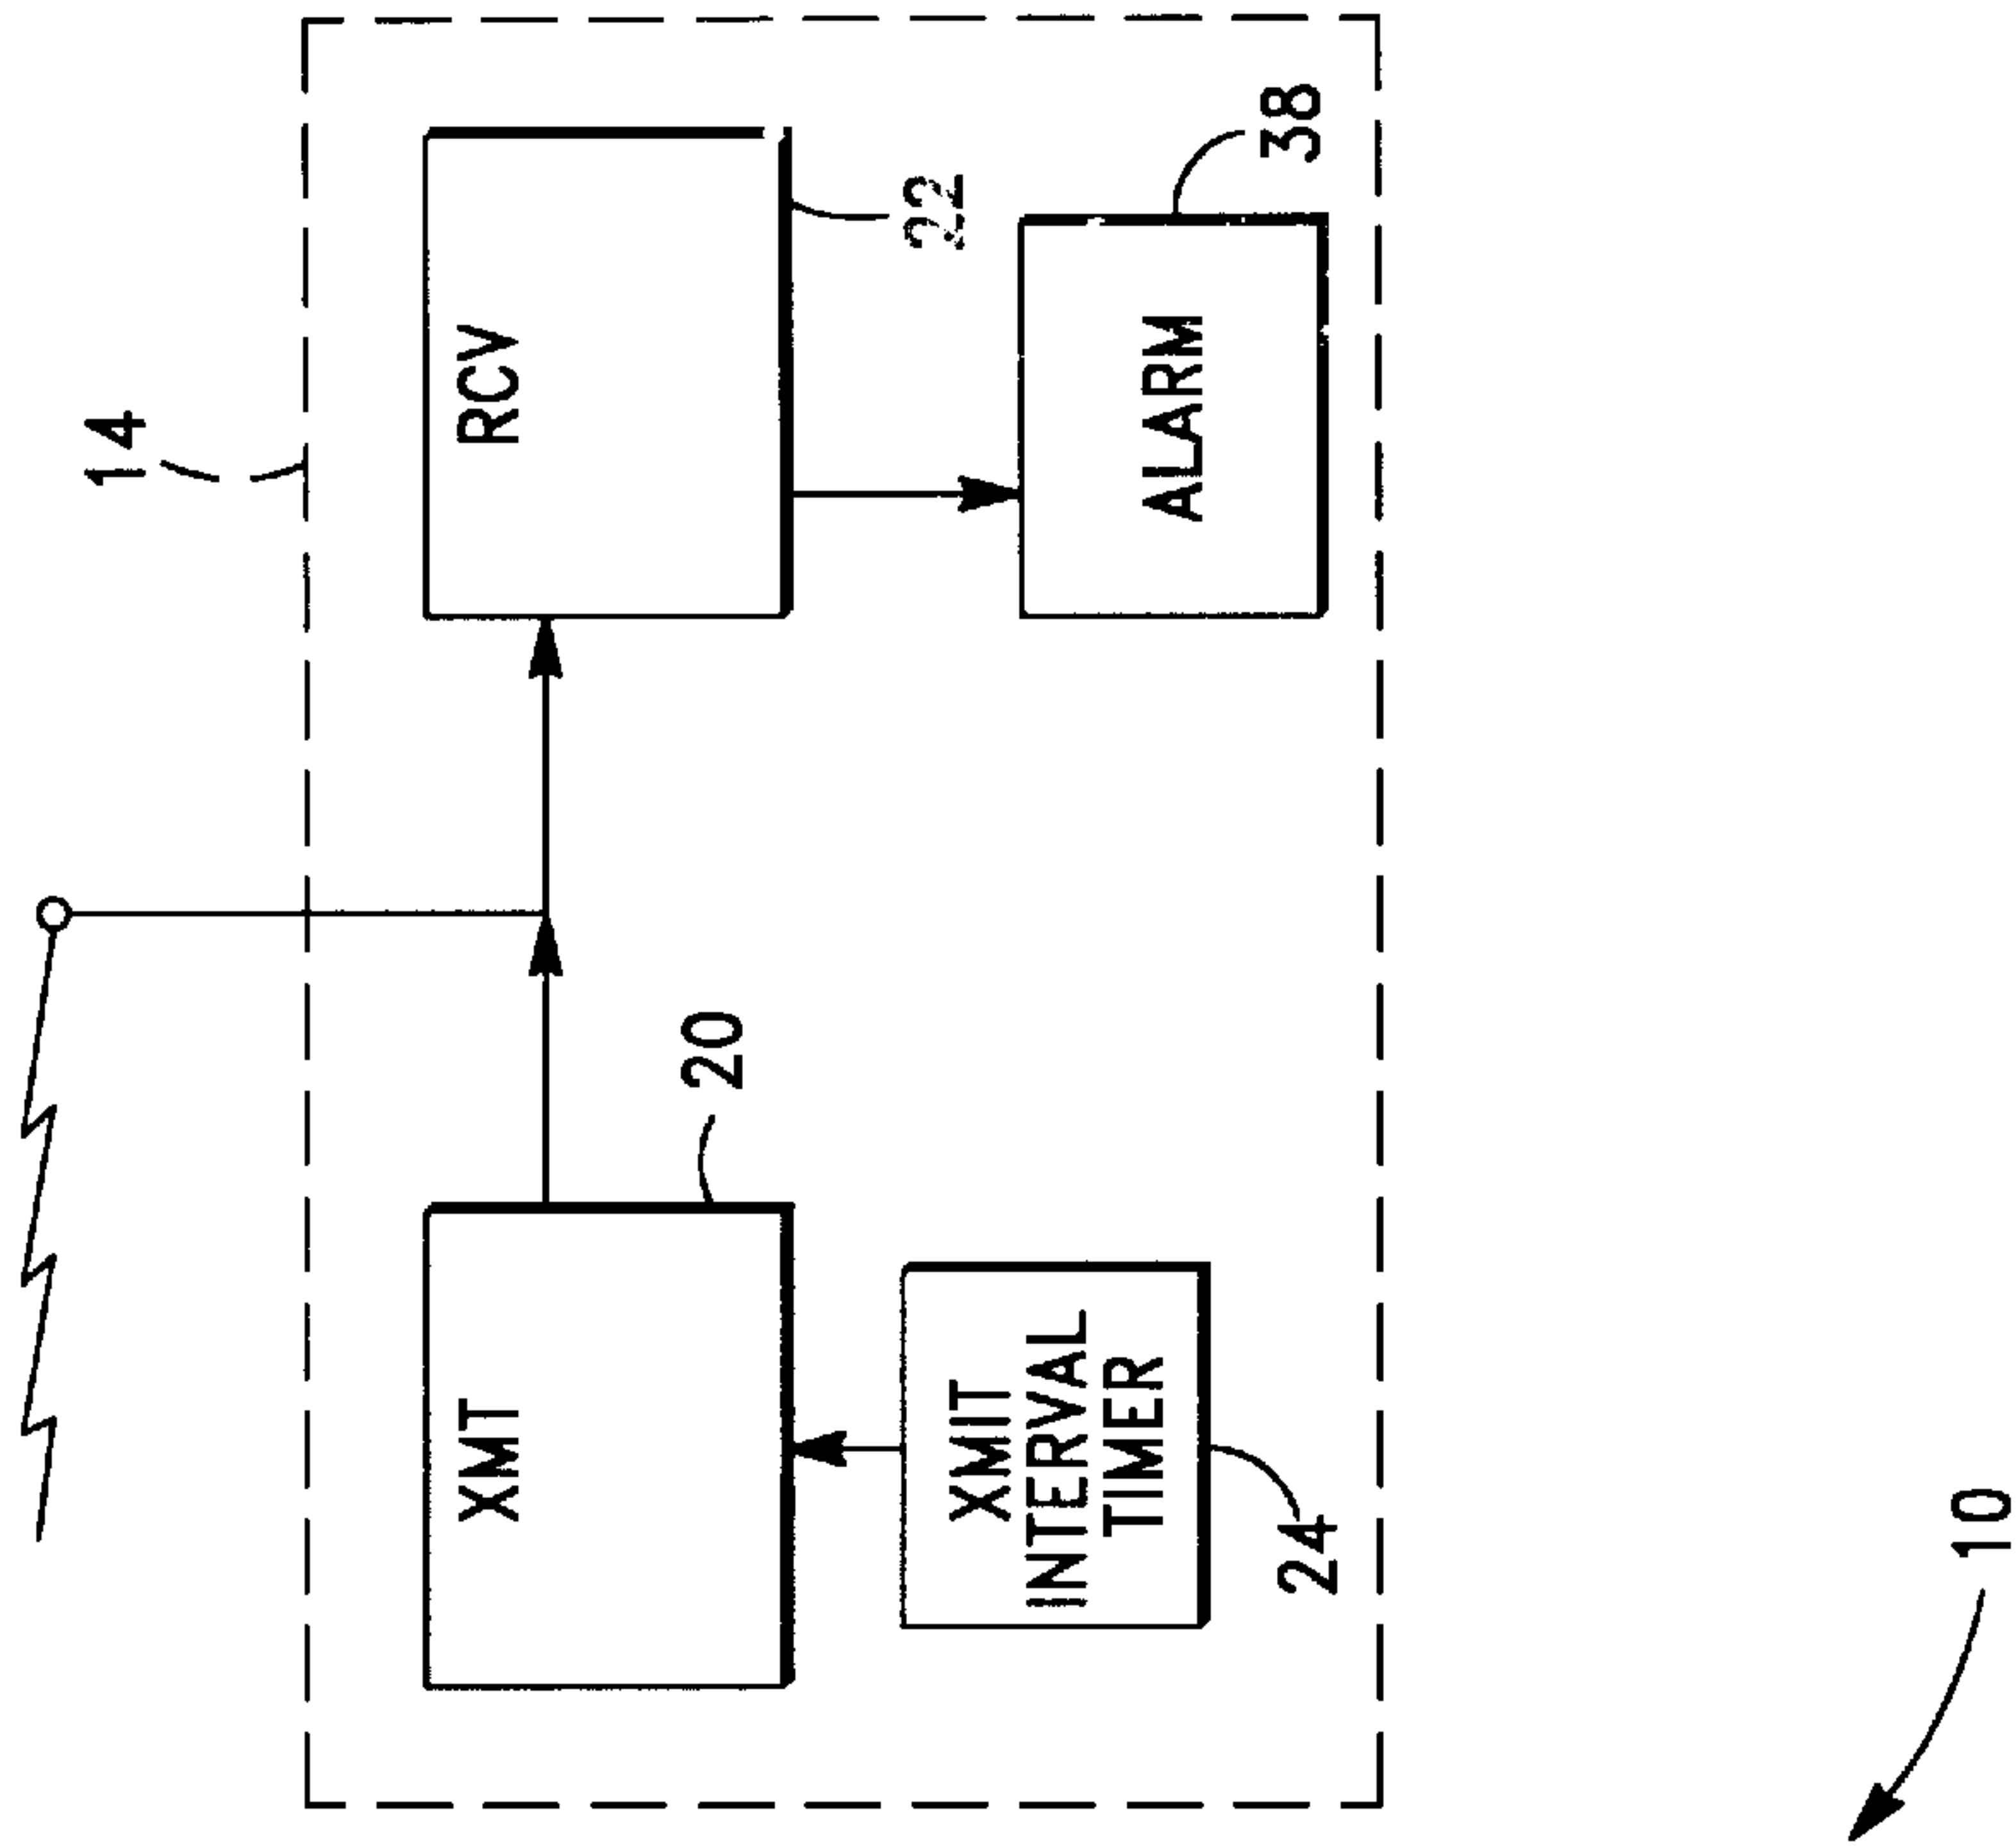 14
RCV
22
XMT
20
XMIT
INTERVAL
TIMER
24
ALARM
38
10